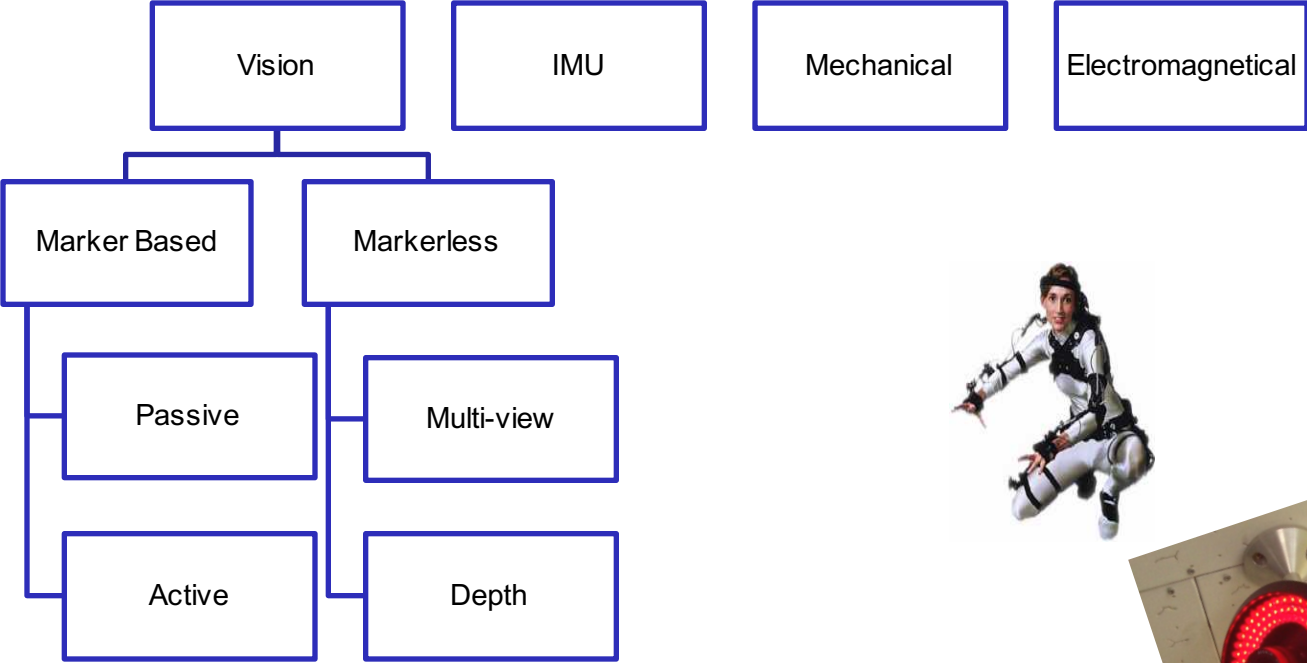 Vision
IMU
Mechanical
Electromagnetical
Marker Based
Markerless
Passive
Multi-view
Active
Depth